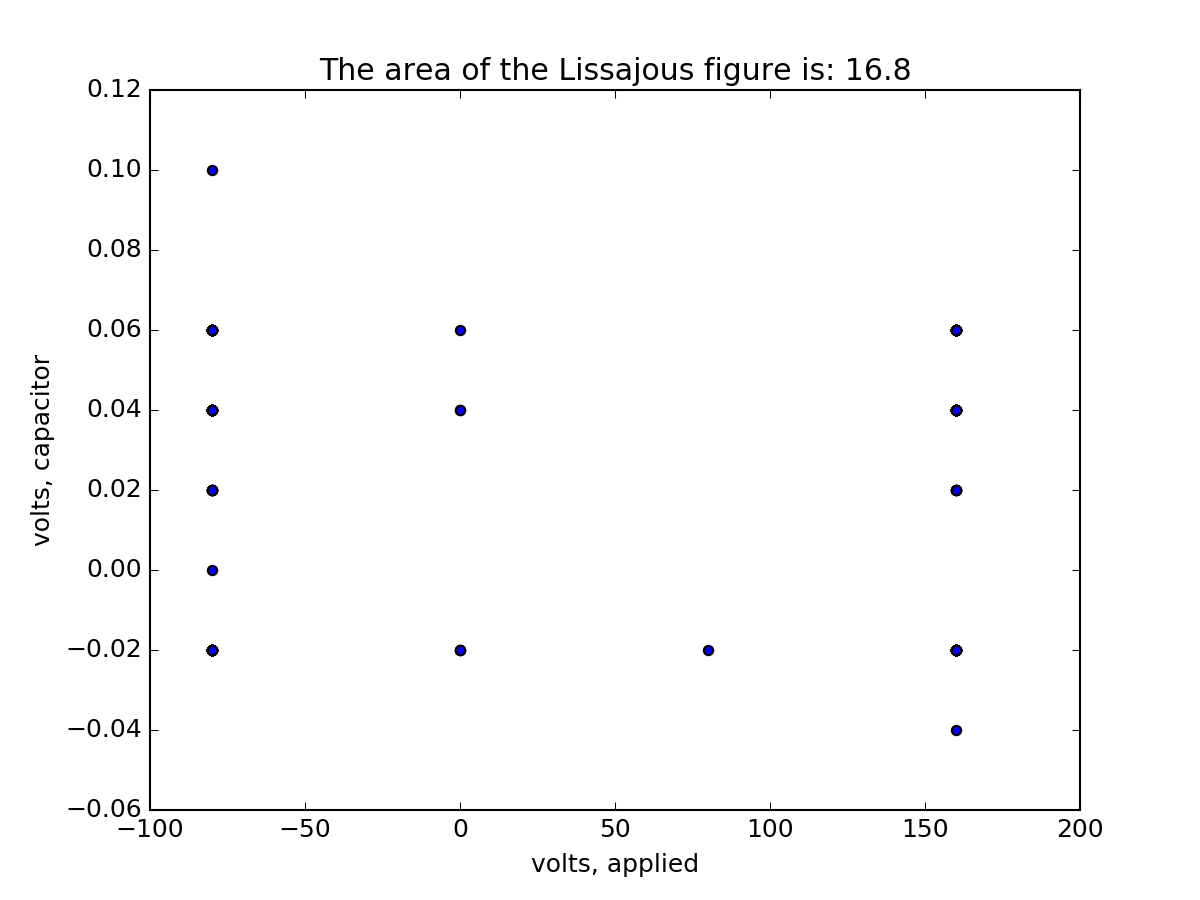 The area of the Lissajous figure is: 16.8
0.12
0.10
0.08
0.06
0.04
0.02
0.00
−0.02
−0.04
−0.06
volts, capacitor
−100 −50 0 50 100 150 200
volts, applied